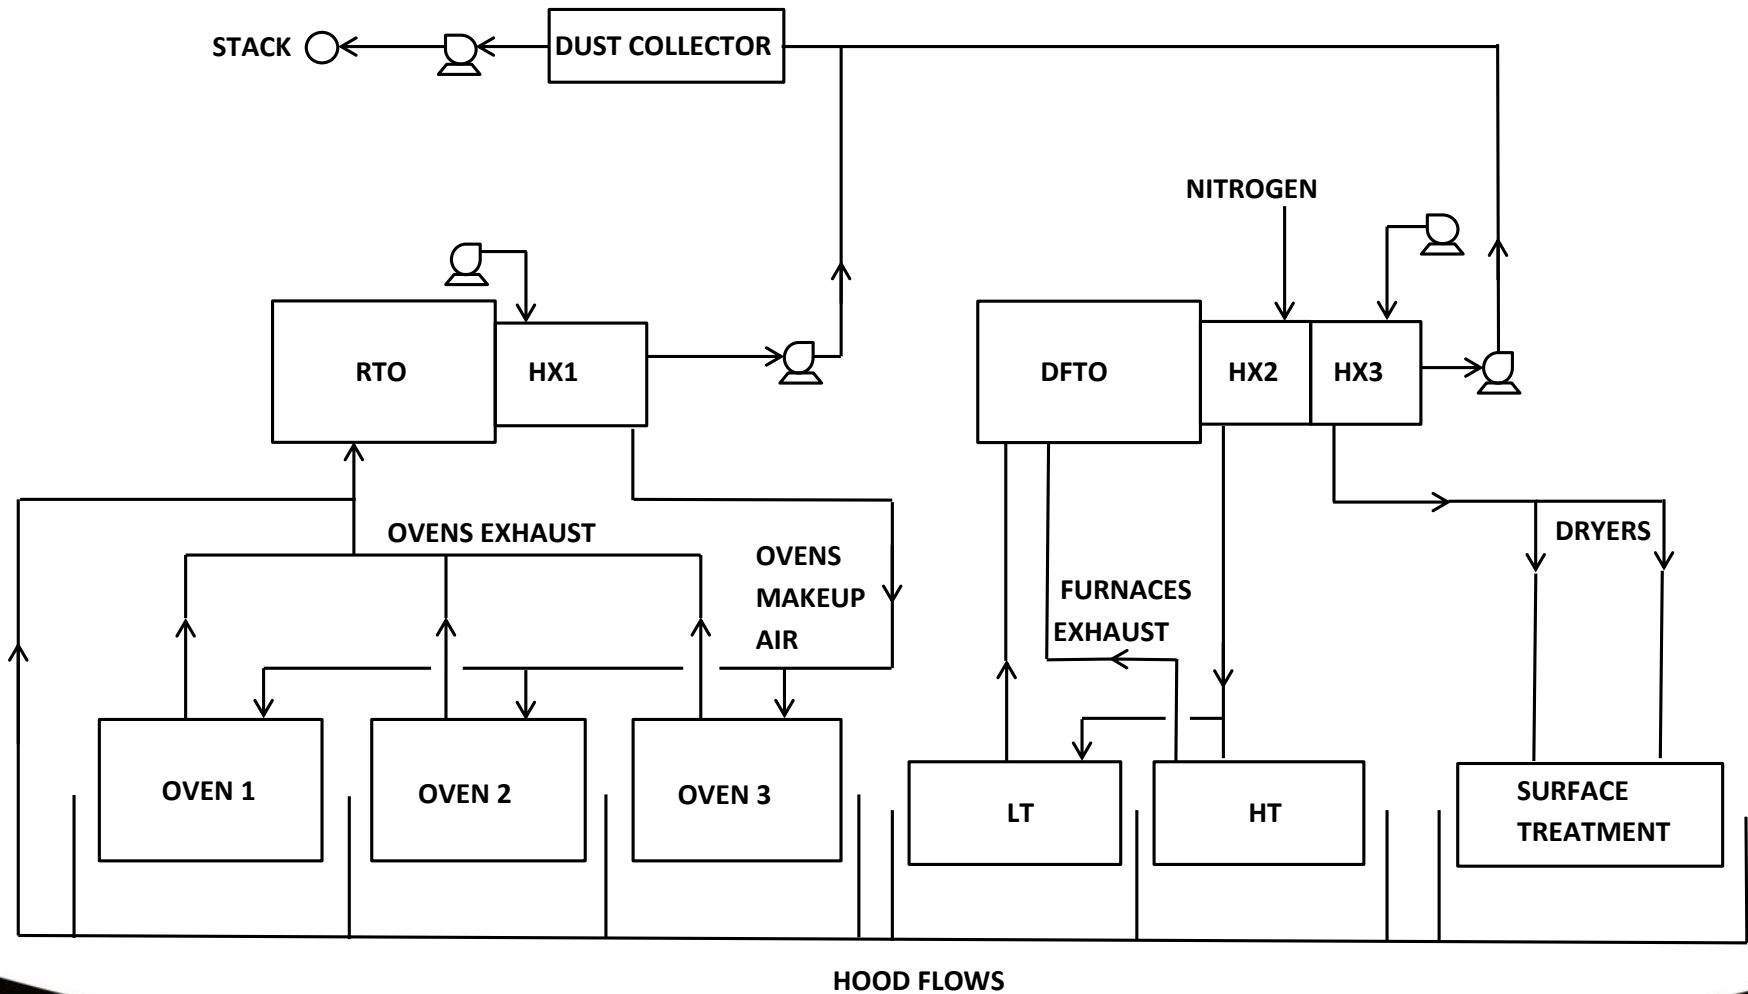 STACK
DUST COLLECTOR
NITROGEN
RTO
HX1
DFTO
HX2
HX3
OVENS EXHAUST
OVENS
MAKEUP
AIR
FURNACES
EXHAUST
DRYERS
OVEN 1
OVEN 2
OVEN 3
LT
HT
SURFACE
TREATMENT
HOOD FLOWS